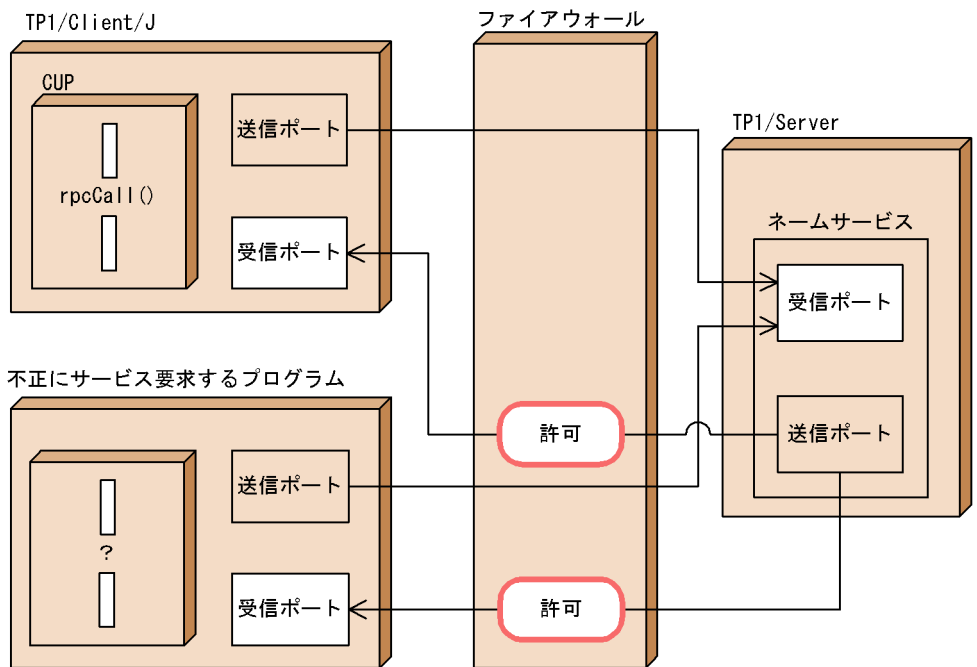 TP1/Client/J
CUP
rpcCall()
送信ポート
受信ポート
ファイアウォール
TP1/Server
ネームサービス
受信ポート
送信ポート
許可
不正にサービス要求するプログラム
?
送信ポート
受信ポート
許可